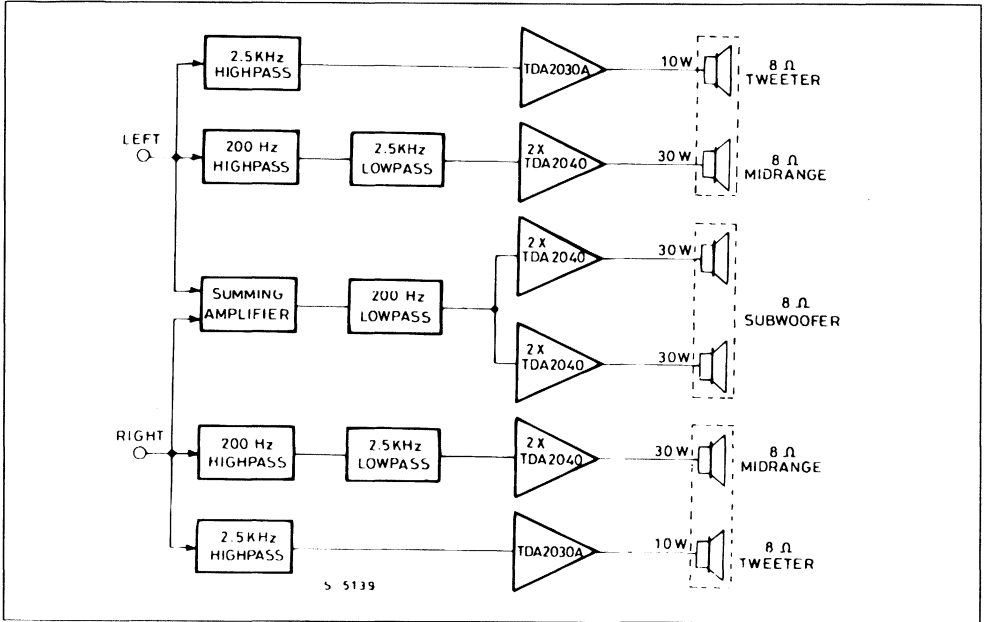 2.5KHz
HIGHPASS
TDA2030A
10W
8 Ω
TWEETER
LEFT
200 Hz
HIGHPASS
2.5KHz
LOWPASS
2X
TDA2040
30W
8 Ω
MIDRANGE
2X
TDA2040
30W
SUMMING
AMPLIFIER
200 Hz
LOWPASS
8 Ω
SUBWOOFER
2X
TDA2040
30W
RIGHT
200 Hz
HIGHPASS
2.5KHz
LOWPASS
2X
TDA2040
30W
8 Ω
MIDRANGE
2.5KHz
HIGHPASS
TDA2030A
10W
8 Ω
TWEETER
S 5139